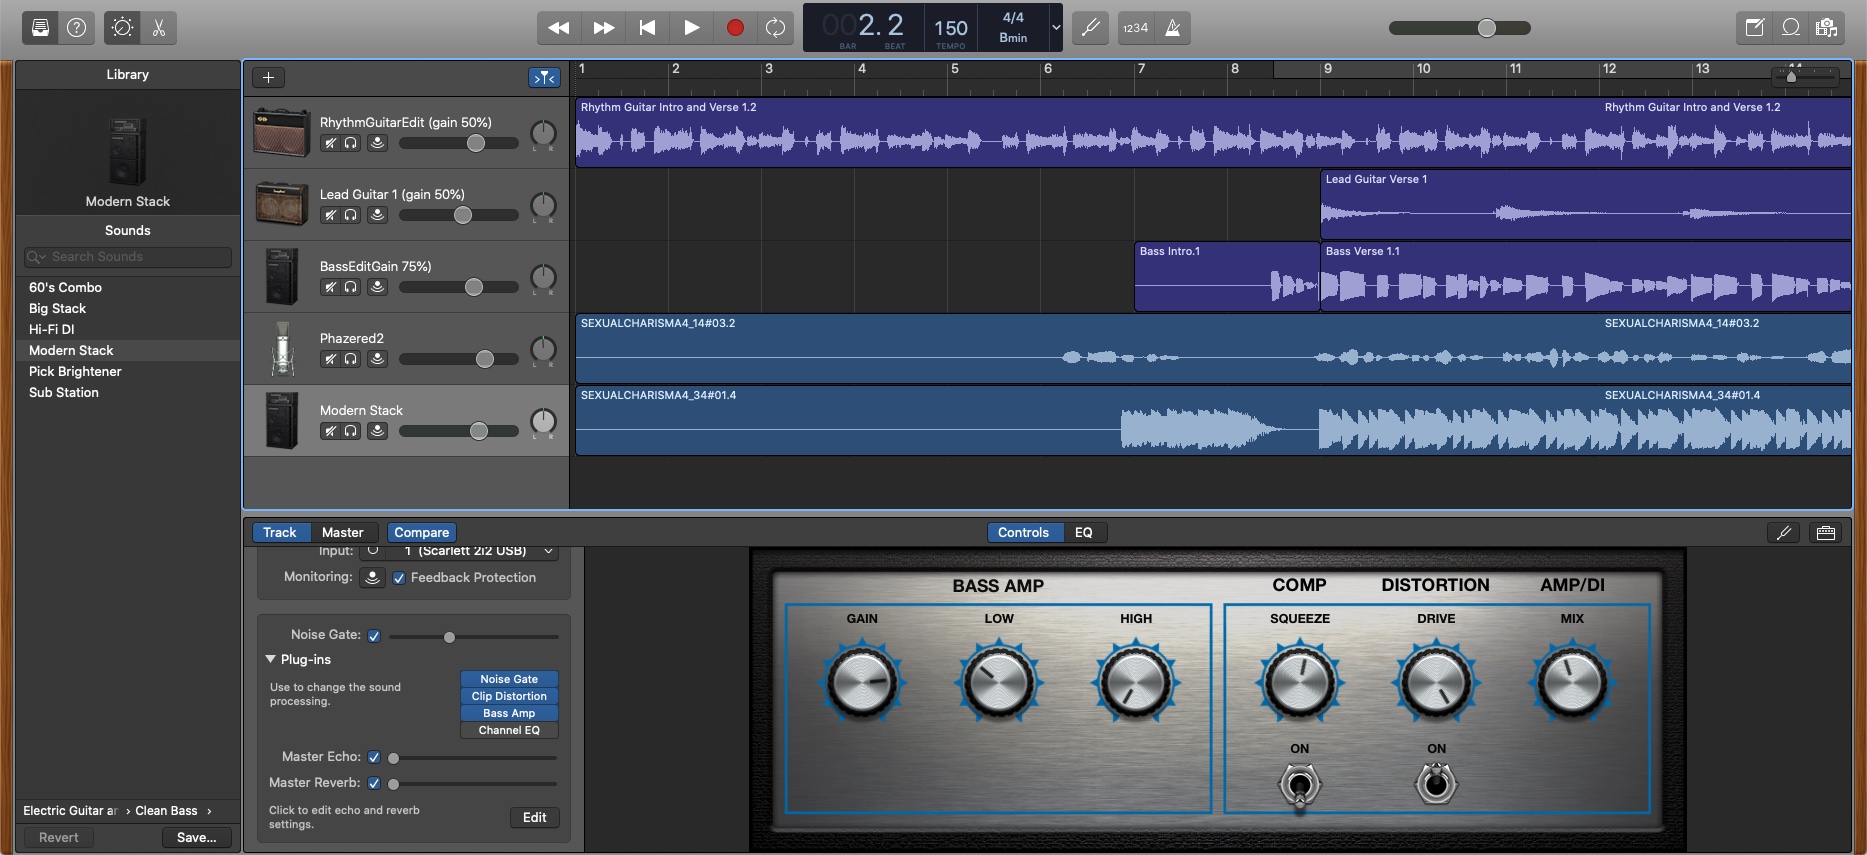 002.2
BAR BEAT
150
TEMPO
4/4
Bmin
1234
Library
Modern Stack
Sounds
Search Sounds
60's Combo
Big Stack
Hi-Fi DI
Modern Stack
Pick Brightener
Sub Station
Electric Guitar ar › Clean Bass ›
Revert
Save...
1 2 3 4 5 6 7 8 9 10 11 12 13 14
RhythmGuitarEdit (gain 50%)
L R
Lead Guitar 1 (gain 50%)
L R
BassEditGain 75%)
L R
Phazered2
L R
Modern Stack
L R
Rhythm Guitar Intro and Verse 1.2
Rhythm Guitar Intro and Verse 1.2
Lead Guitar Verse 1
Bass Intro.1
Bass Verse 1.1
SEXUALCHARISMA4_14#03.2
SEXUALCHARISMA4_14#03.2
SEXUALCHARISMA4_34#01.4
SEXUALCHARISMA4_34#01.4
Track Master Compare
Controls EQ
Input: 1 (Scarlett 2i2 USB)
Monitoring: Feedback Protection
Noise Gate:
Plug-ins
Use to change the sound
processing.
Noise Gate
Clip Distortion
Bass Amp
Channel EQ
Master Echo:
Master Reverb:
Click to edit echo and reverb
settings.
Edit
BASS AMP
GAIN LOW HIGH
COMP DISTORTION AMP/DI
SQUEEZE DRIVE MIX
ON ON